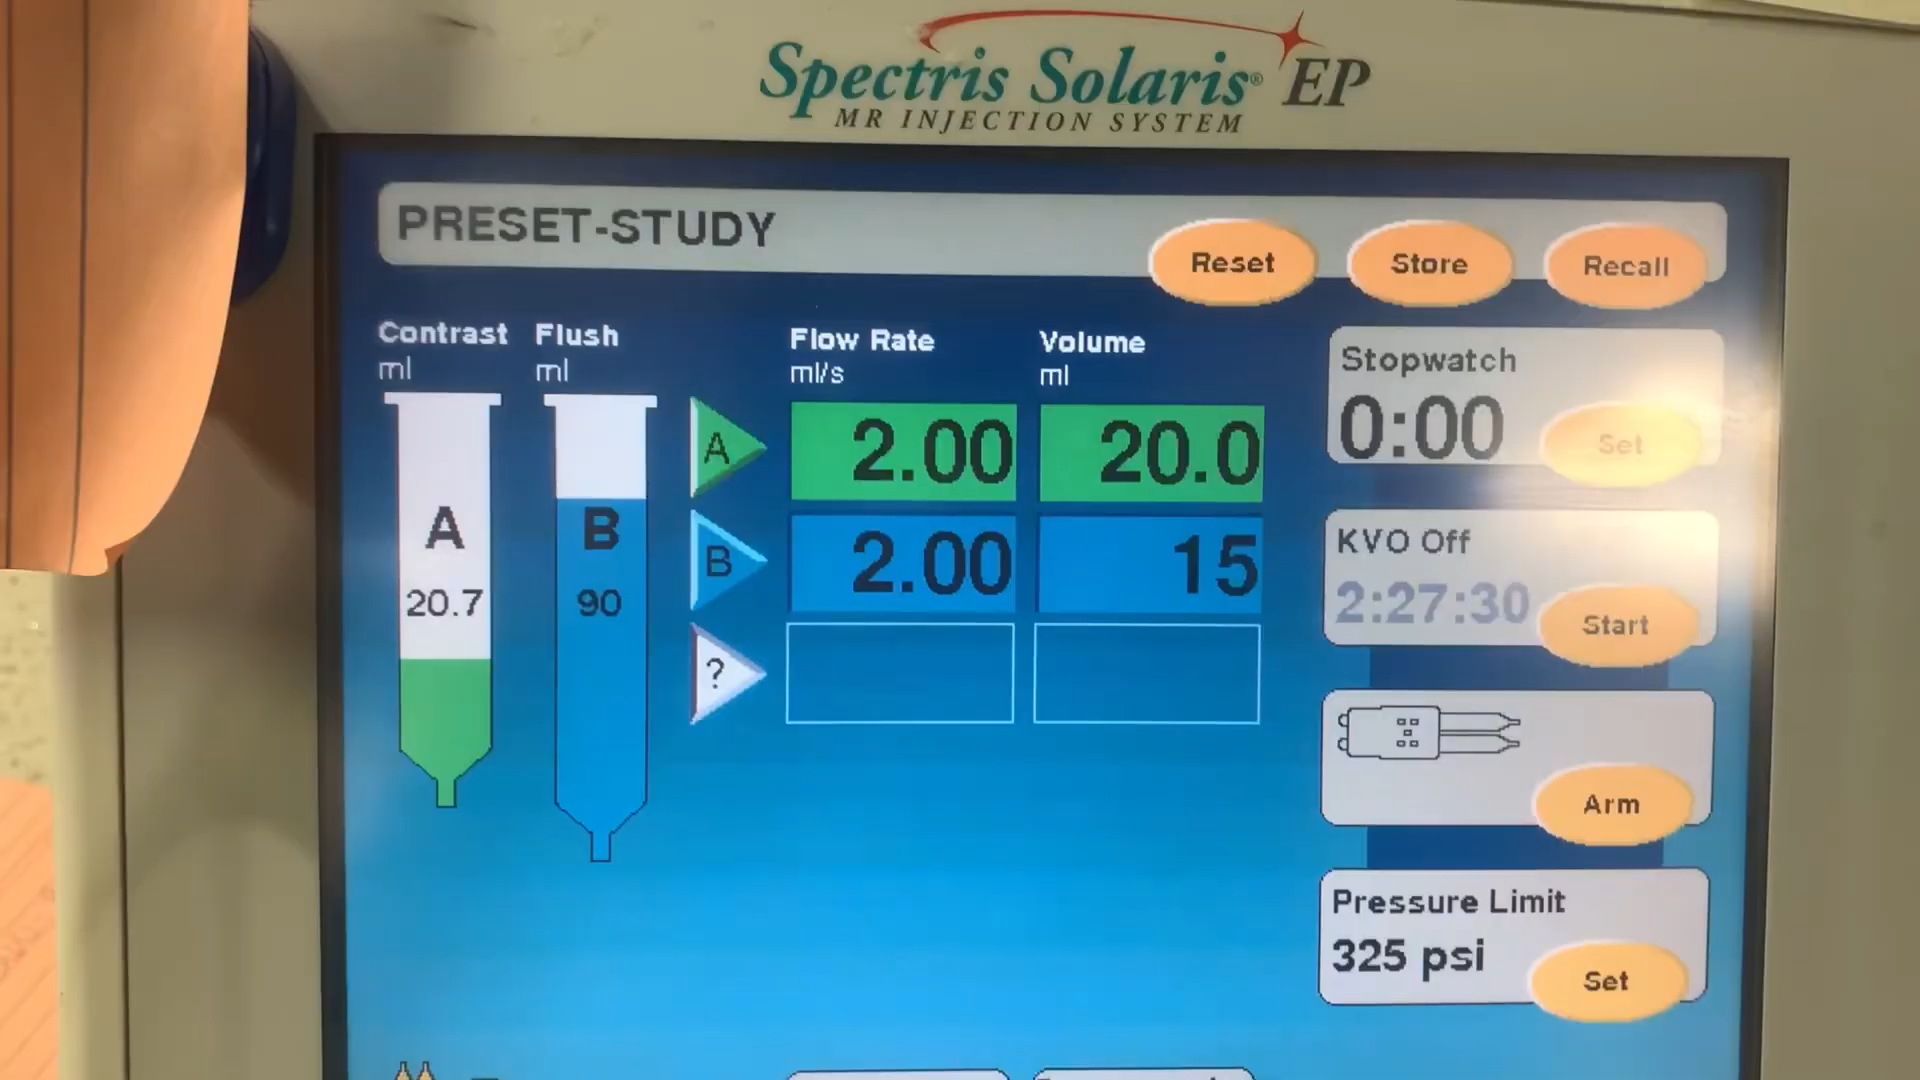 Spectris Solaris® EP
MR INJECTION SYSTEM
PRESET-STUDY
Reset
Store
Recall
Contrast
ml
Flush
ml
Flow Rate
ml/s
Volume
ml
A
20.7
B
90
A
2.00
20.0
B
2.00
15
?
Stopwatch
0:00
Set
KVO Off
2:27:30
Start
Arm
Pressure Limit
325 psi
Set